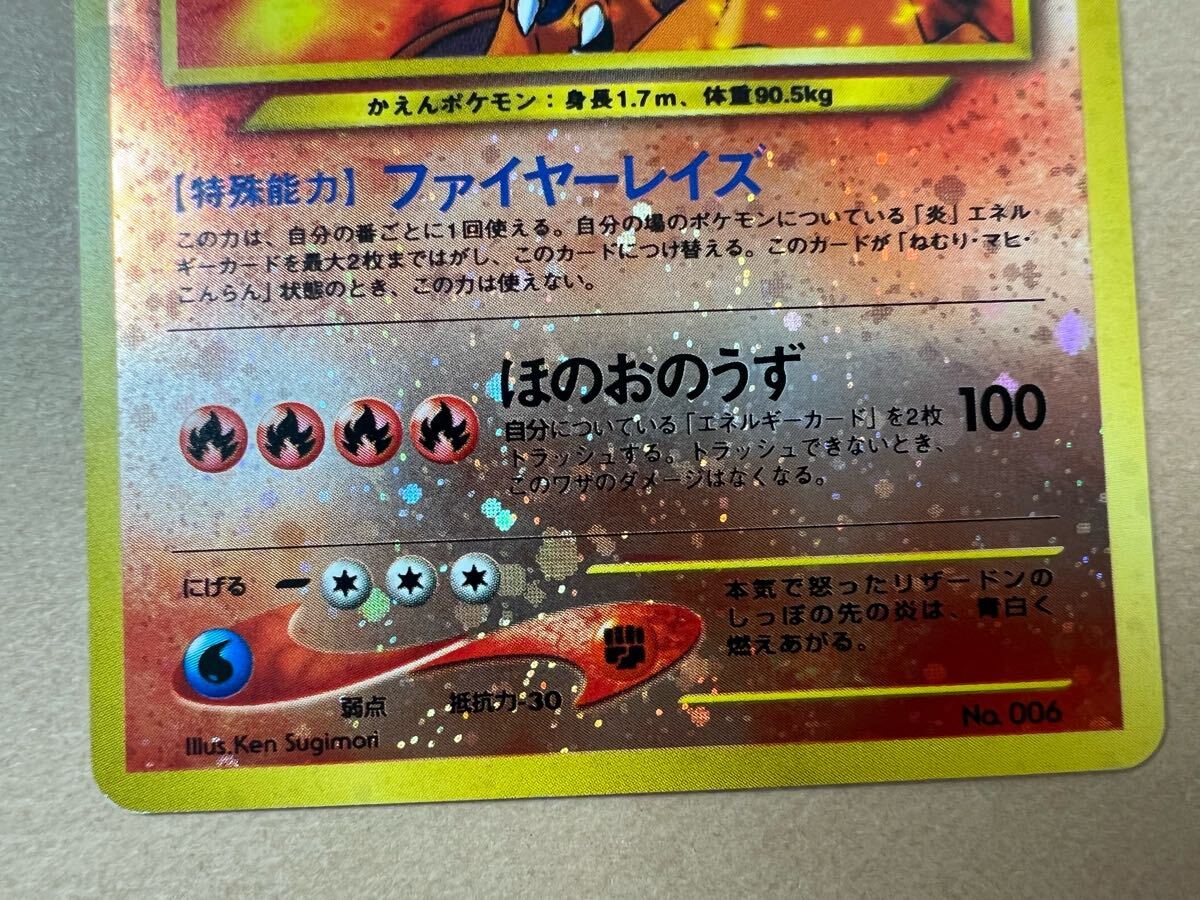 かえんポケモン：身長1.7m、体重90.5kg
【特殊能力】ファイヤーレイズ
この力は、自分の番ごとに1回使える。自分の場のポケモンについている「炎」エネル
ギーカードを最大2枚まではがし、このカードにつけ替える。このカードが「ねむり・マヒ・
こんらん」状態のとき、この力は使えない。
ほのおのうず
100
自分についている「エネルギーカード」を2枚
トラッシュする。トラッシュできないとき、
このワザのダメージはなくなる。
にげる
本気で怒ったリザードンの
しっぽの先の炎は、青白く
燃えあがる。
弱点
抵抗力-30
No. 006
Illus. Ken Sugimori